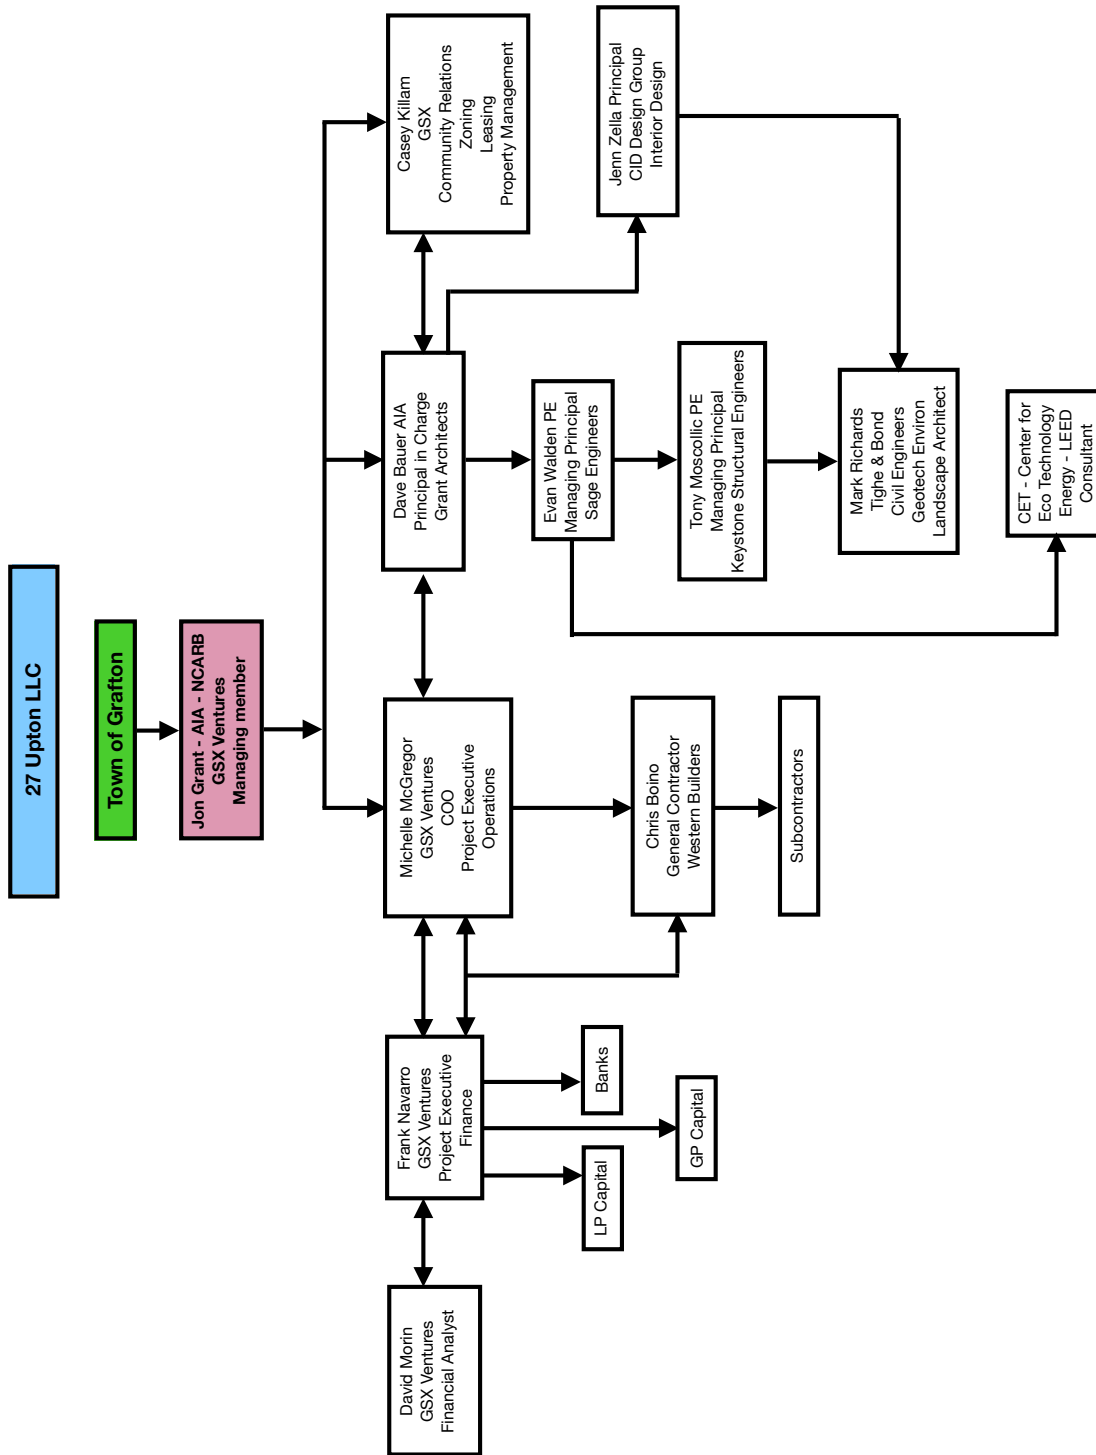 27 Upton LLC
Town of Grafton
Jon Grant - AIA - NCARB
GSX Ventures
Managing member
David Morin
GSX Ventures
Financial Analyst
Frank Navarro
GSX Ventures
Project Executive
Finance
Michelle McGregor
GSX Ventures
COO
Project Executive
Operations
Dave Bauer AIA
Principal in Charge
Grant Architects
Casey Killam
GSX
Community Relations
Zoning
Leasing
Property Management
LP Capital
Banks
GP Capital
Chris Boino
General Contractor
Western Builders
Subcontractors
Evan Walden PE
Managing Principal
Sage Engineers
Jenn Zella Principal
CID Design Group
Interior Design
Tony Moscollic PE
Managing Principal
Keystone Structural Engineers
Mark Richards
Tighe & Bond
Civil Engineers
Geotech Environ
Landscape Architect
CET - Center for
Eco Technology
Energy - LEED
Consultant